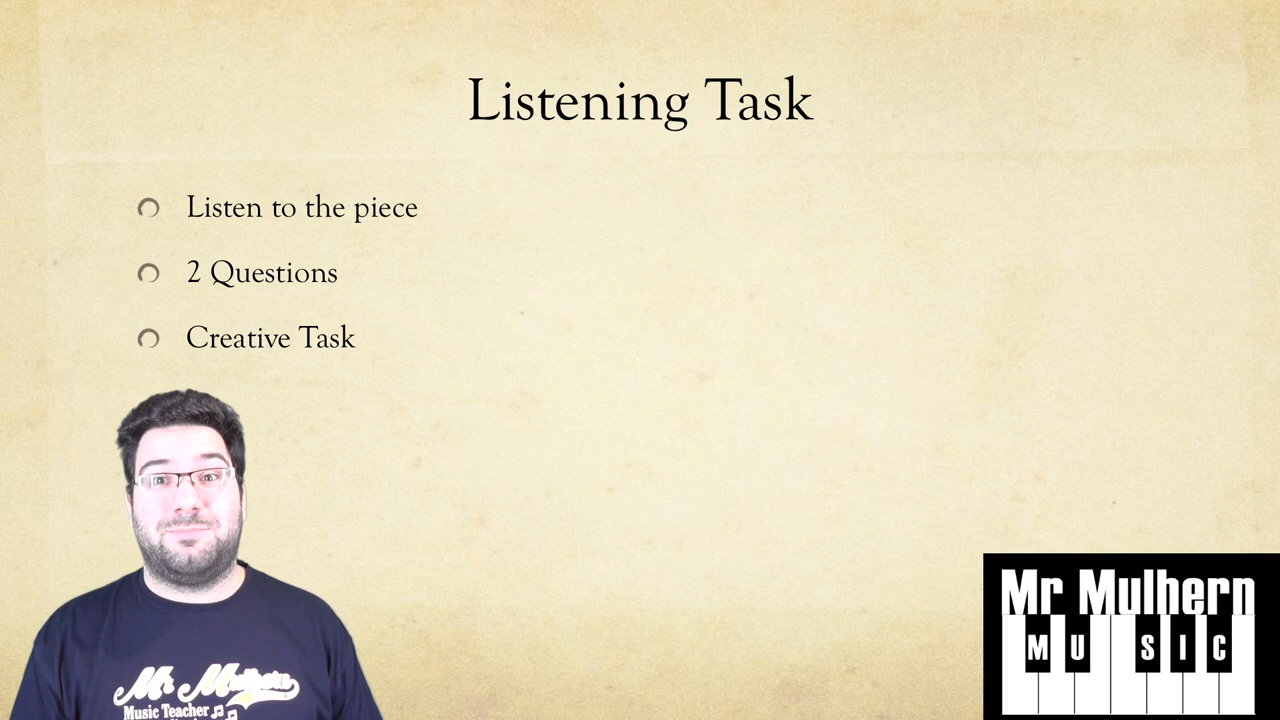 Listening Task
Listen to the piece
2 Questions
Creative Task
Mr Mulhern
Music Teacher
Mr Mulhern
MUSIC